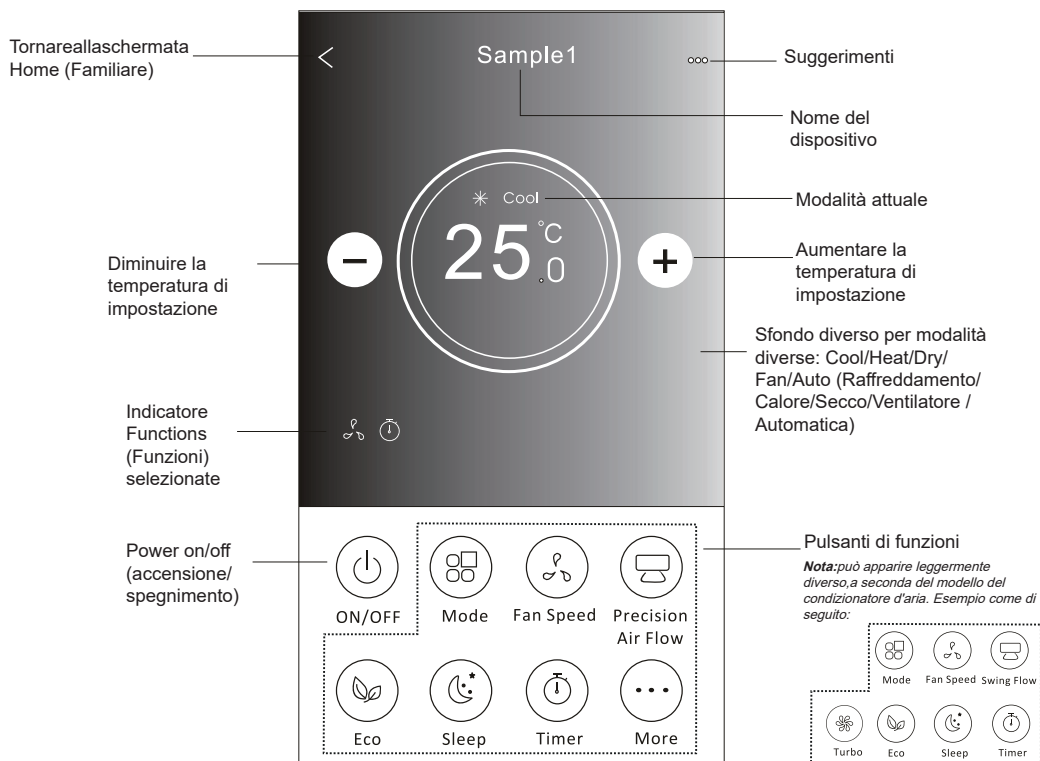 Tornareallaschermata
Home (Familiare)
Sample1
Suggerimenti
Nome del
dispositivo
Cool
Modalità attuale
25.0 °C
Diminuire la
temperatura di
impostazione
Aumentare la
temperatura di
impostazione
Sfondo diverso per modalità
diverse: Cool/Heat/Dry/
Fan/Auto (Raffreddamento/
Calore/Secco/Ventilatore /
Automatica)
Indicatore
Functions
(Funzioni)
selezionate
Power on/off
(accensione/
spegnimento)
ON/OFF
Mode
Fan Speed
Precision
Air Flow
Eco
Sleep
Timer
More
Pulsanti di funzioni
Nota:può apparire leggermente
diverso,a seconda del modello del
condizionatore d'aria. Esempio come di
seguito:
Mode
Fan Speed
Swing Flow
Turbo
Eco
Sleep
Timer